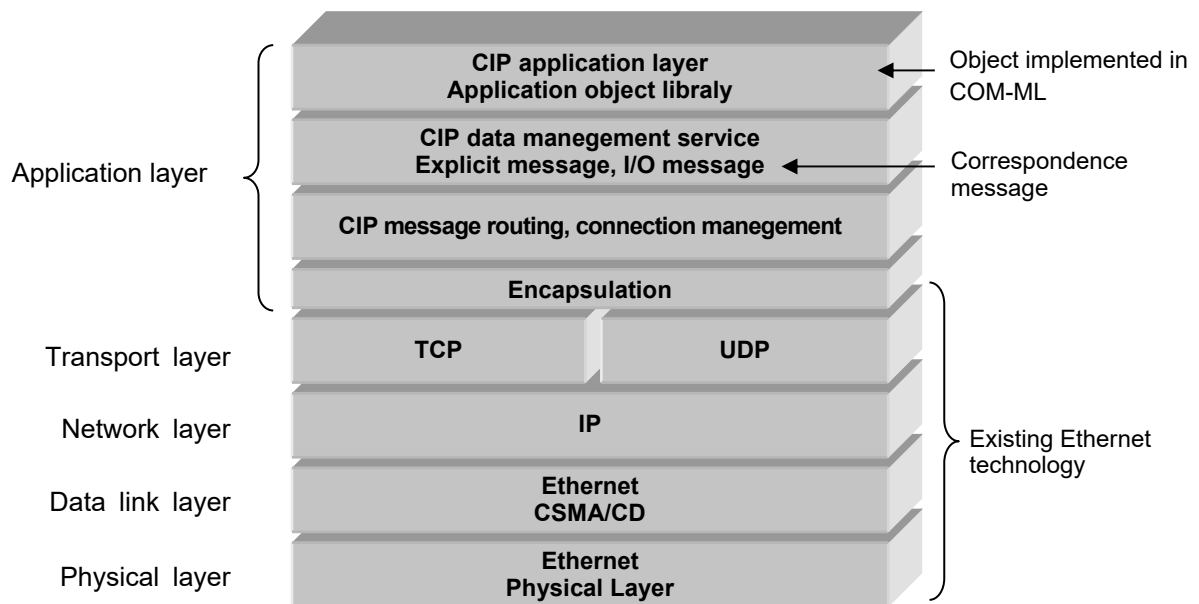 CIP application layer
Application object libraly
Object implemented in
COM-ML
CIP data manegement service
Explicit message, I/O message
Correspondence
message
Application layer
CIP message routing, connection manegement
Encapsulation
Transport layer
TCP
UDP
Network layer
IP
Existing Ethernet
technology
Data link layer
Ethernet
CSMA/CD
Physical layer
Ethernet
Physical Layer